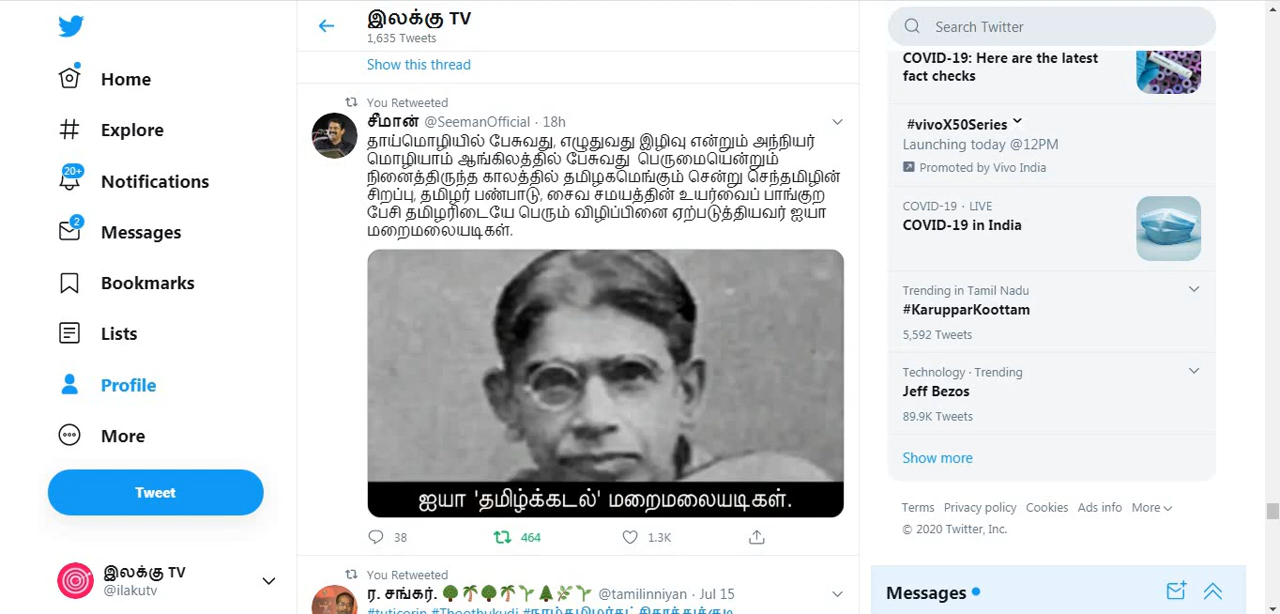 இலக்கு TV
1,635 Tweets
Show this thread
You Retweeted
சீமான் @SeemanOfficial · 18h
தாய்மொழியில் பேசுவது, எழுதுவது இழிவு என்றும் அந்நியர்
மொழியாம் ஆங்கிலத்தில் பேசுவது பெருமையென்றும்
நினைத்திருந்த காலத்தில் தமிழகமெங்கும் சென்று செந்தமிழின்
சிறப்பு, தமிழர் பண்பாடு, சைவ சமயத்தின் உயர்வைப் பாங்குற
பேசி தமிழரிடையே பெரும் விழிப்பினை ஏற்படுத்தியவர் ஐயா
மறைமலையடிகள்.
ஐயா 'தமிழ்க்கடல்' மறைமலையடிகள்.
38
464
1.3K
You Retweeted
ர. சங்கர். @tamilinniyan · Jul 15
#tuticorin #Thoothukudi
Home
Explore
20+
Notifications
2
Messages
Bookmarks
Lists
Profile
More
Tweet
இலக்கு TV
@ilakutv
Search Twitter
COVID-19: Here are the latest
fact checks
#vivoX50Series
Launching today @12PM
Promoted by Vivo India
COVID-19 · LIVE
COVID-19 in India
Trending in Tamil Nadu
#KarupparKoottam
5,592 Tweets
Technology · Trending
Jeff Bezos
89.9K Tweets
Show more
Terms Privacy policy Cookies Ads info More
© 2020 Twitter, Inc.
Messages